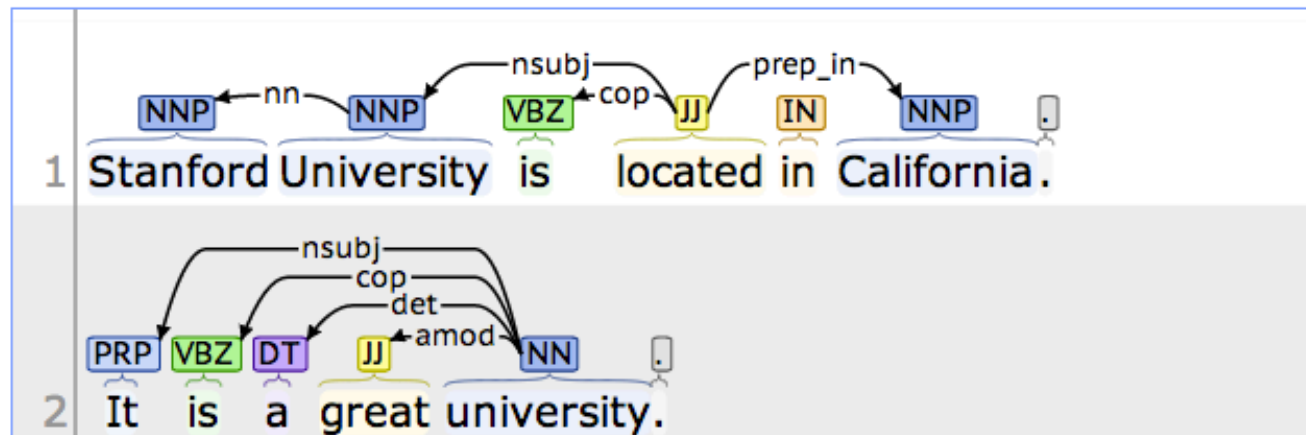 nsubj prep_in
nn cop
NNP NNP VBZ JJ IN NNP .
1 Stanford University is located in California.
nsubj
cop
det
amod
PRP VBZ DT JJ NN .
2 It is a great university.